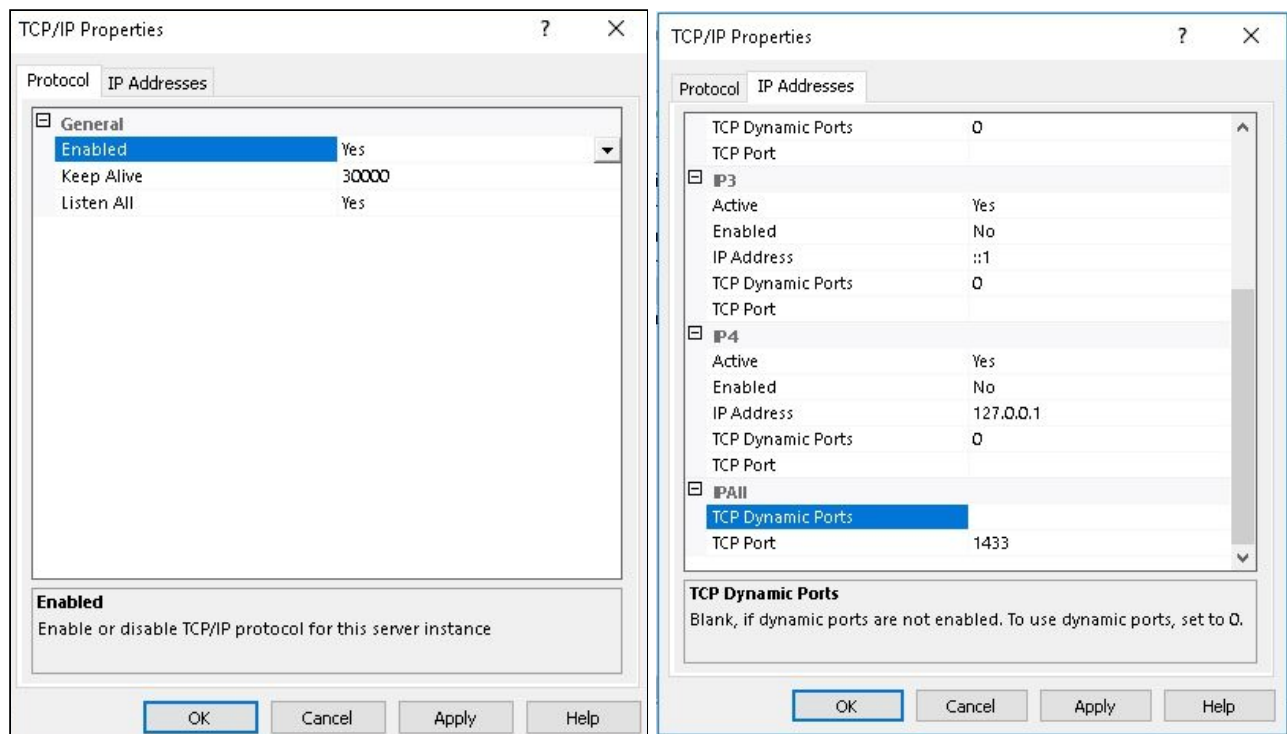 TCP/IP Properties ? ×
Protocol IP Addresses
General
Enabled Yes
Keep Alive 30000
Listen All Yes
Enabled
Enable or disable TCP/IP protocol for this server instance
OK Cancel Apply Help
TCP/IP Properties ? ×
Protocol IP Addresses
TCP Dynamic Ports 0
TCP Port
IP3
Active Yes
Enabled No
IP Address ::1
TCP Dynamic Ports 0
TCP Port
IP4
Active Yes
Enabled No
IP Address 127.0.0.1
TCP Dynamic Ports 0
TCP Port
IPAll
TCP Dynamic Ports
TCP Port 1433
TCP Dynamic Ports
Blank, if dynamic ports are not enabled. To use dynamic ports, set to 0.
OK Cancel Apply Help